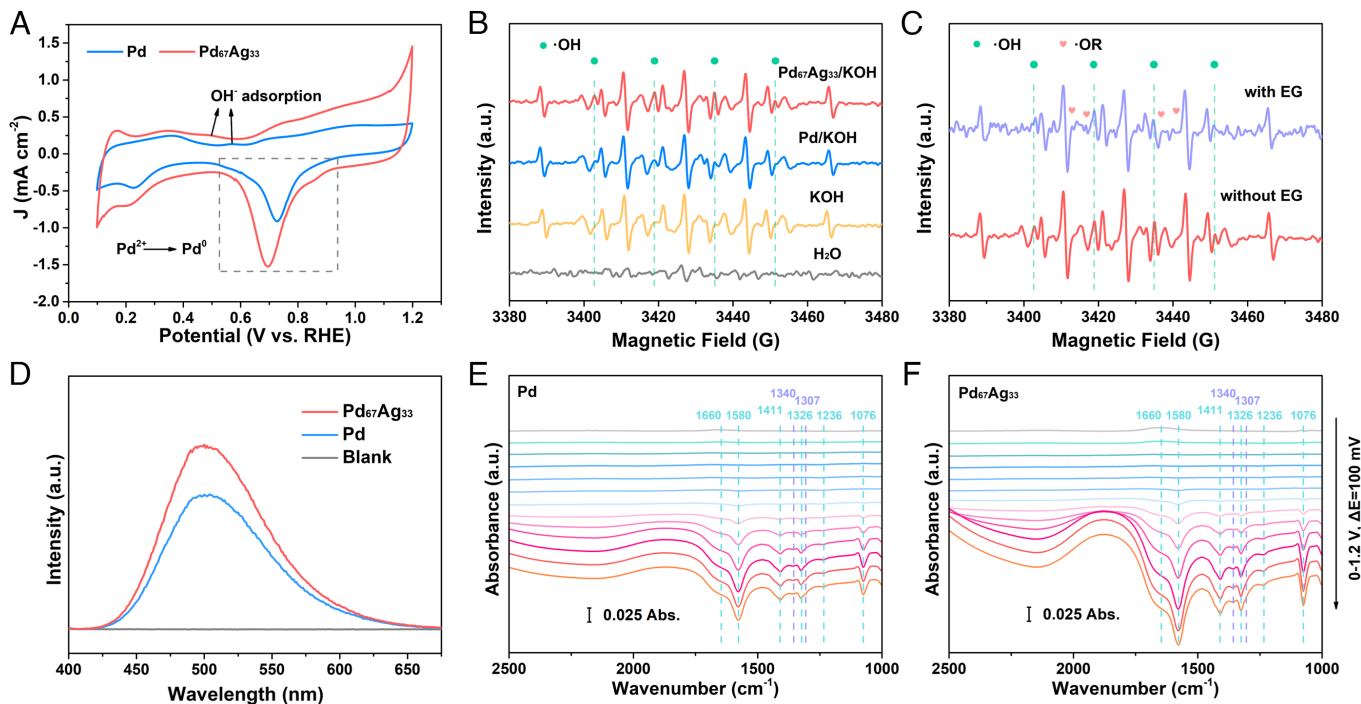 A
Pd
Pd₆₇Ag₃₃
OH⁻ adsorption
Pd²⁺ → Pd⁰
J (mA cm⁻²)
1.5
1.0
0.5
0.0
-0.5
-1.0
-1.5
-2.0
0.0 0.2 0.4 0.6 0.8 1.0 1.2
Potential (V vs. RHE)
B
·OH
Pd₆₇Ag₃₃/KOH
Pd/KOH
KOH
H₂O
Intensity (a.u.)
3380 3400 3420 3440 3460 3480
Magnetic Field (G)
C
·OH ·OR
with EG
without EG
Intensity (a.u.)
3380 3400 3420 3440 3460 3480
Magnetic Field (G)
D
Pd₆₇Ag₃₃
Pd
Blank
Intensity (a.u.)
400 450 500 550 600 650
Wavelength (nm)
E
Pd
1340
1307
1660 1580 1411 1326 1236 1076
Absorbance (a.u.)
0.025 Abs.
2500 2000 1500 1000
Wavenumber (cm⁻¹)
F
Pd₆₇Ag₃₃
1340
1307
1660 1580 1411 1326 1236 1076
Absorbance (a.u.)
0.025 Abs.
2500 2000 1500 1000
Wavenumber (cm⁻¹)
0-1.2 V, ΔE=100 mV